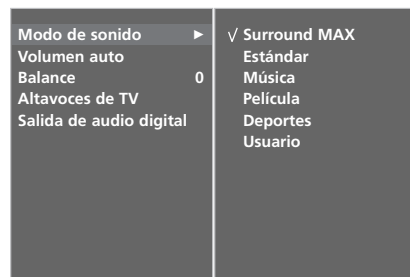 Modo de sonido ►
Volumen auto
Balance 0
Altavoces de TV
Salida de audio digital
√ Surround MAX
Estándar
Música
Película
Deportes
Usuario